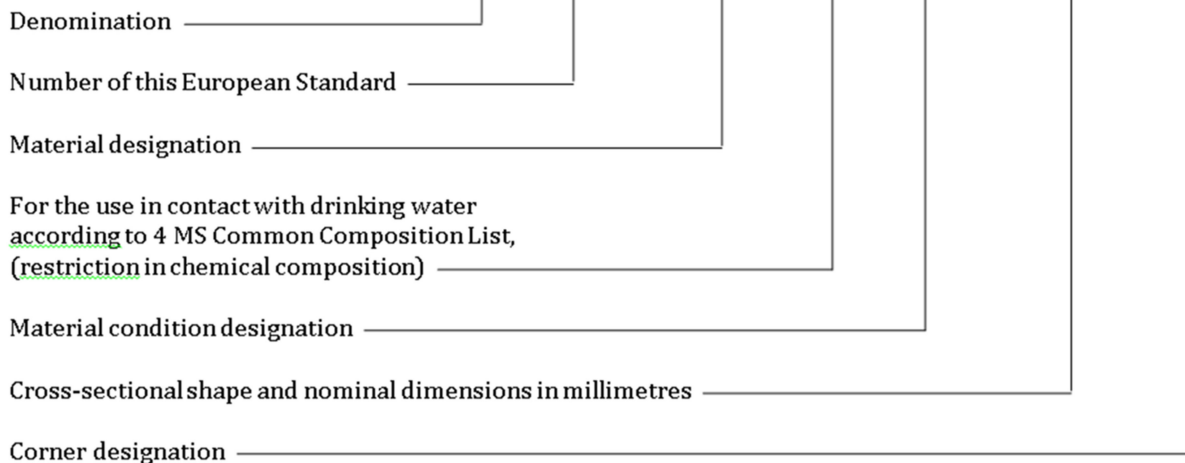 Denomination
Number of this European Standard
Material designation
For the use in contact with drinking water
according to 4 MS Common Composition List,
(restriction in chemical composition)
Material condition designation
Cross-sectional shape and nominal dimensions in millimetres
Corner designation